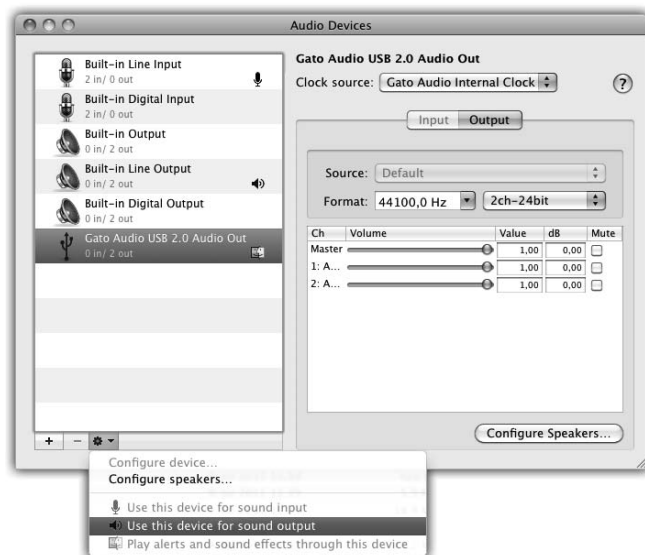 Audio Devices
Built-in Line Input
2 in/ 0 out
Built-in Digital Input
2 in/ 0 out
Built-in Output
0 in/ 2 out
Built-in Line Output
0 in/ 2 out
Built-in Digital Output
0 in/ 2 out
Gato Audio USB 2.0 Audio Out
0 in/ 2 out
+ −
Gato Audio USB 2.0 Audio Out
Clock source: Gato Audio Internal Clock ?
Input Output
Source: Default
Format: 44100,0 Hz 2ch-24bit
Ch Volume Value dB Mute
Master 1,00 0,00
1: A... 1,00 0,00
2: A... 1,00 0,00
Configure Speakers...
Configure device...
Configure speakers...
Use this device for sound input
Use this device for sound output
Play alerts and sound effects through this device